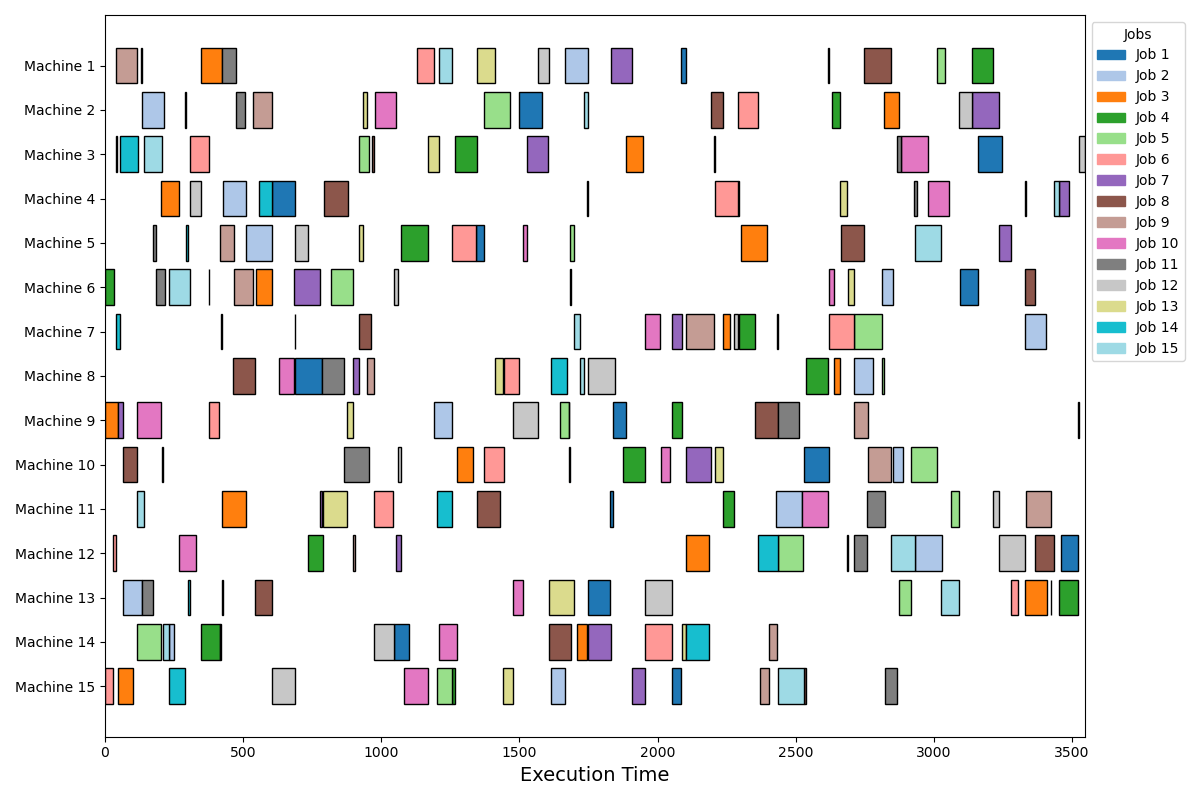 Machine 1
Machine 2
Machine 3
Machine 4
Machine 5
Machine 6
Machine 7
Machine 8
Machine 9
Machine 10
Machine 11
Machine 12
Machine 13
Machine 14
Machine 15
0 500 1000 1500 2000 2500 3000 3500
Execution Time
Jobs
Job 1
Job 2
Job 3
Job 4
Job 5
Job 6
Job 7
Job 8
Job 9
Job 10
Job 11
Job 12
Job 13
Job 14
Job 15